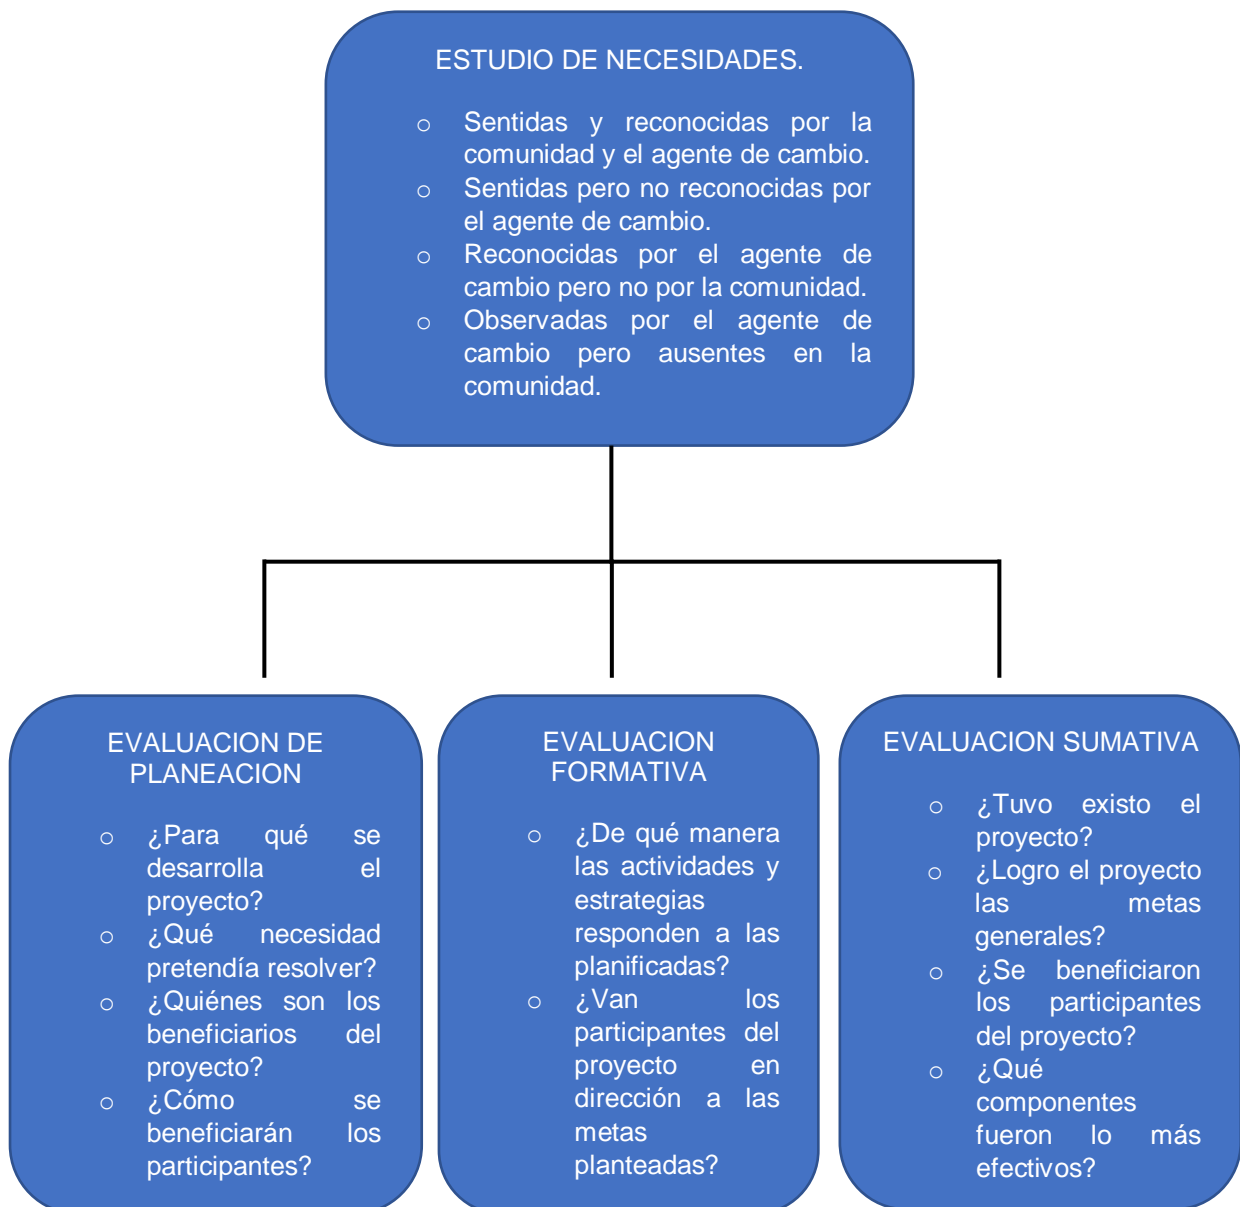 ESTUDIO DE NECESIDADES.
o Sentidas y reconocidas por la
comunidad y el agente de cambio.
o Sentidas pero no reconocidas por
el agente de cambio.
o Reconocidas por el agente de
cambio pero no por la comunidad.
o Observadas por el agente de
cambio pero ausentes en la
comunidad.
EVALUACION DE
PLANEACION
o ¿Para qué se
desarrolla el
proyecto?
o ¿Qué necesidad
pretendía resolver?
o ¿Quiénes son los
beneficiarios del
proyecto?
o ¿Cómo se
beneficiarán los
participantes?
EVALUACION
FORMATIVA
o ¿De qué manera
las actividades y
estrategias
responden a las
planificadas?
o ¿Van los
participantes del
proyecto en
dirección a las
metas
planteadas?
EVALUACION SUMATIVA
o ¿Tuvo existo el
proyecto?
o ¿Logro el proyecto
las metas
generales?
o ¿Se beneficiaron
los participantes
del proyecto?
o ¿Qué
componentes
fueron lo más
efectivos?